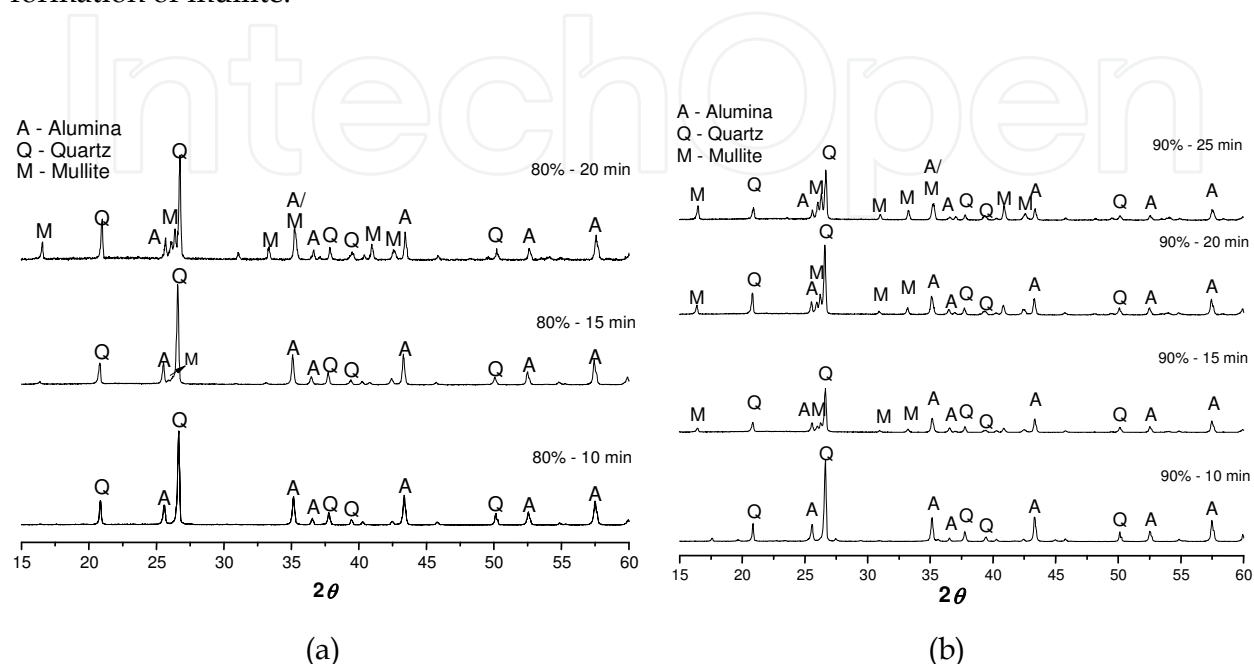 formation of mullite.
IntechOpen
A - Alumina
Q - Quartz
M - Mullite
80% - 20 min
M Q A M Q M A/ M A Q Q M M A Q A A
80% - 15 min
Q A M Q A A Q Q A Q A A
80% - 10 min
Q A Q A A Q Q A Q A A
15 20 25 30 35 40 45 50 55 60
2θ
(a)
A - Alumina
Q - Quartz
M - Mullite
90% - 25 min
M Q A M Q M M A/ M A Q Q M M A Q A A
90% - 20 min
M Q A M Q M M A A Q Q A Q A A
90% - 15 min
M Q A M Q M M A A Q Q A Q A A
90% - 10 min
Q A Q A A Q Q A Q A A
15 20 25 30 35 40 45 50 55 60
2θ
(b)